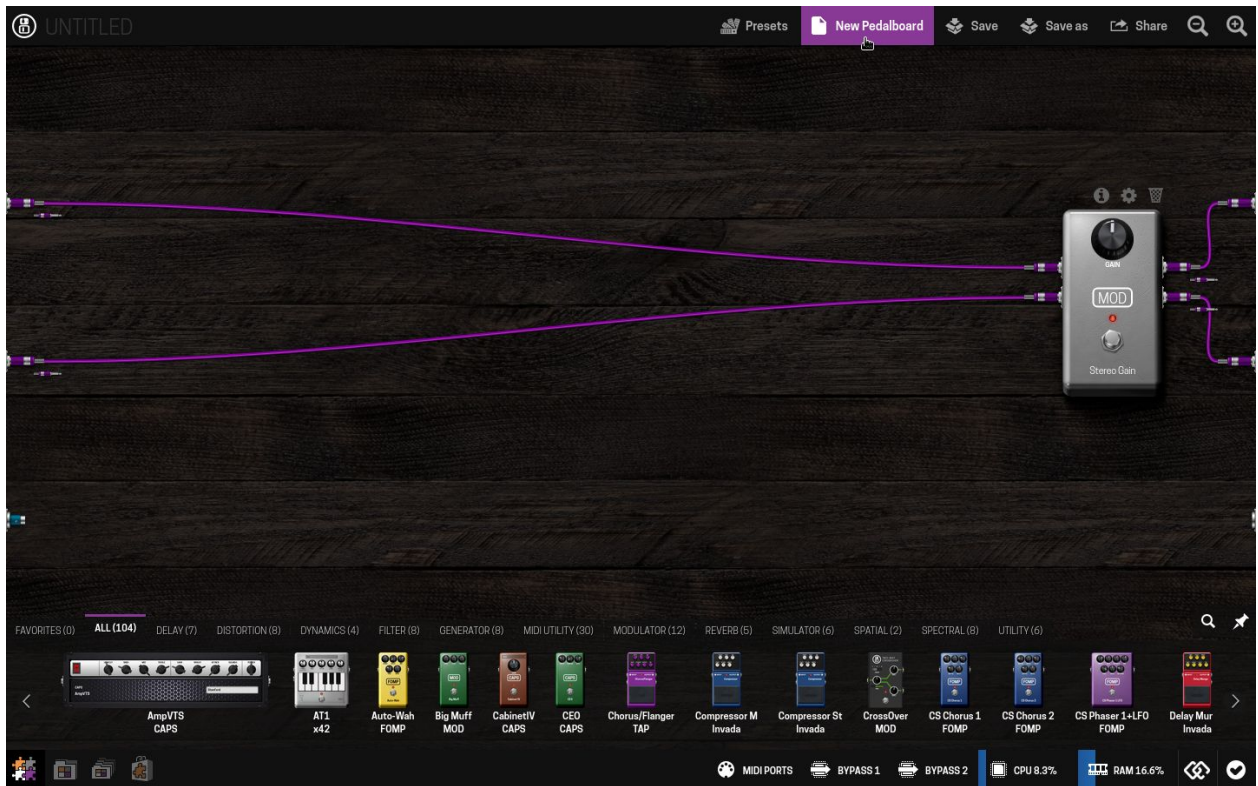 UNTITLED
Presets
New Pedalboard
Save
Save as
Share
GAIN
MOD
Stereo Gain
FAVORITES (0)
ALL (104)
DELAY (7)
DISTORTION (8)
DYNAMICS (4)
FILTER (8)
GENERATOR (8)
MIDI UTILITY (30)
MODULATOR (12)
REVERB (5)
SIMULATOR (6)
SPATIAL (2)
SPECTRAL (8)
UTILITY (6)
AmpVTS
CAPS
AT1
x42
Auto-Wah
FOMP
Big Muff
MOD
CabinetIV
CAPS
CEO
CAPS
Chorus/Flanger
TAP
Compressor M
Invada
Compressor St
Invada
CrossOver
MOD
CS Chorus 1
FOMP
CS Chorus 2
FOMP
CS Phaser 1+LFO
FOMP
Delay Mur
Invada
MIDI PORTS
BYPASS 1
BYPASS 2
CPU 8.3%
RAM 16.6%